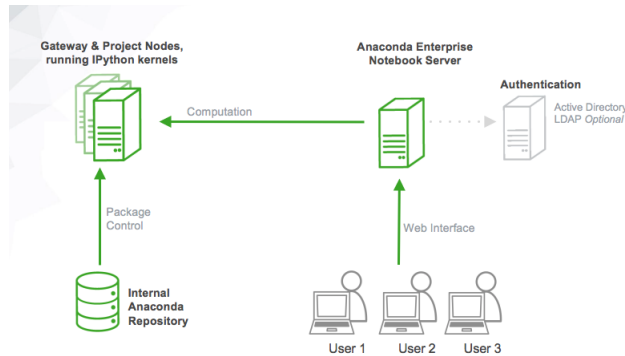 Gateway & Project Nodes,
running IPython kernels
Anaconda Enterprise
Notebook Server
Authentication
Active Directory
LDAP Optional
Computation
Package
Control
Web Interface
Internal
Anaconda
Repository
User 1
User 2
User 3